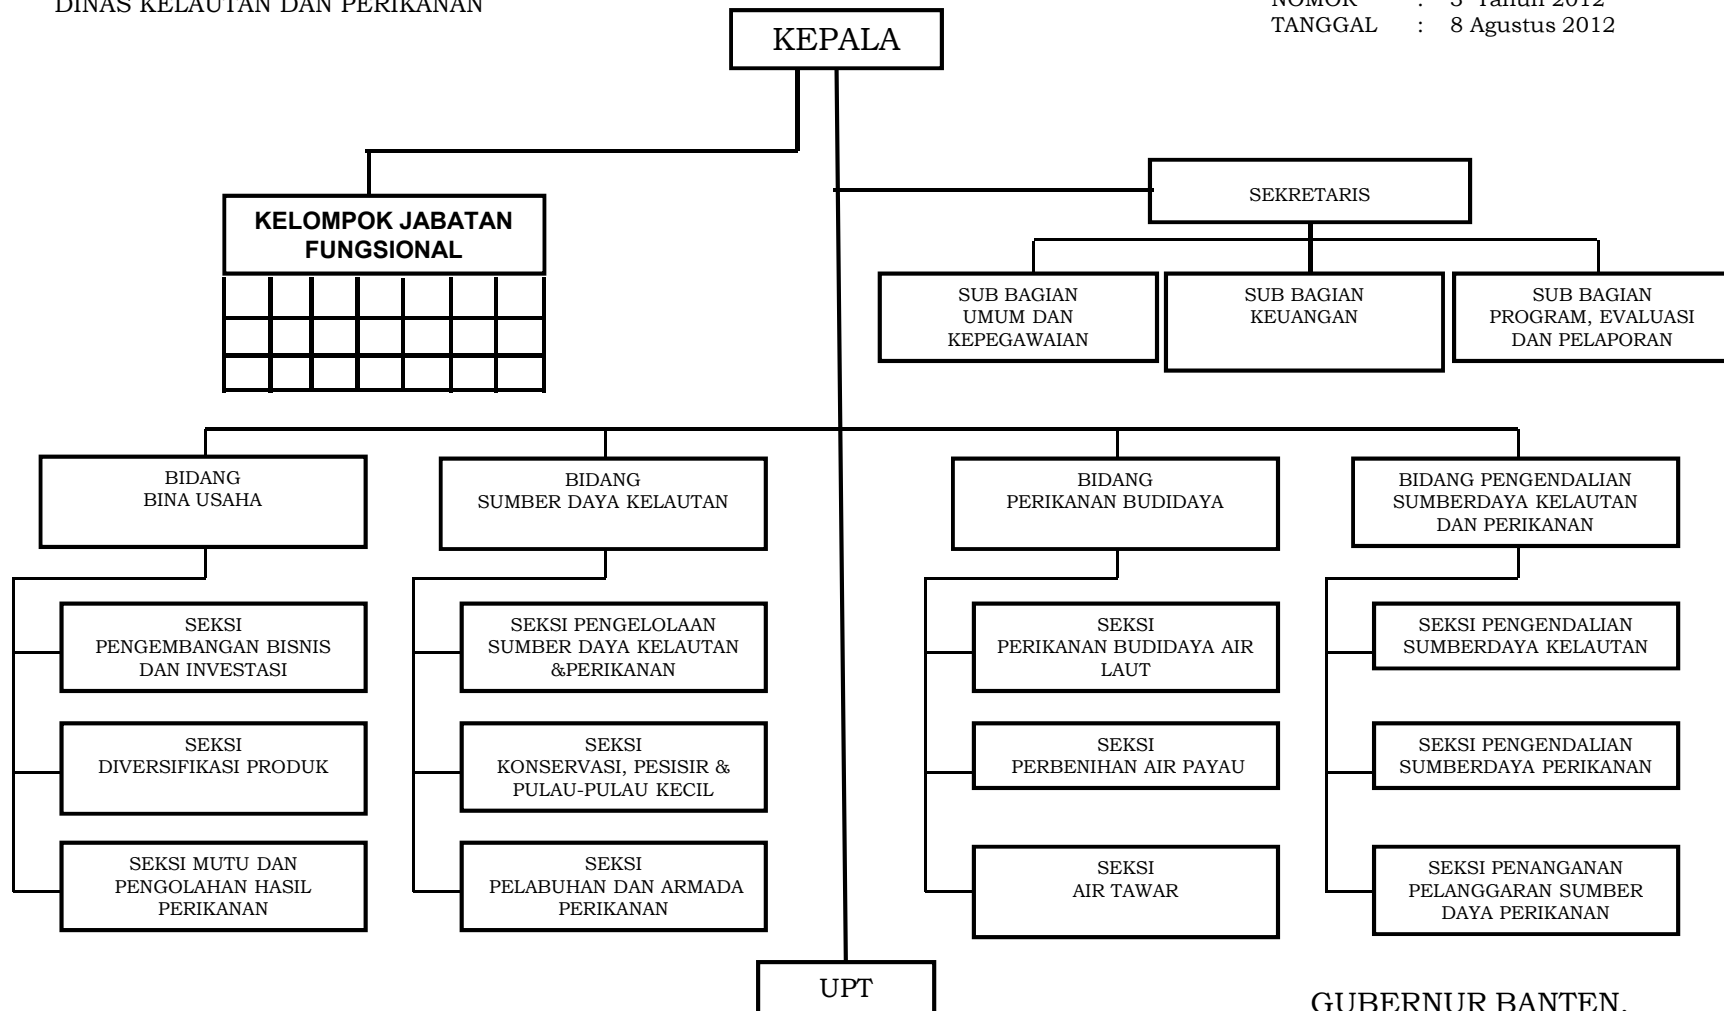 DINAS KELAUTAN DAN PERIKANAN
NOMOR : 3 Tahun 2012
TANGGAL : 8 Agustus 2012
KEPALA
KELOMPOK JABATAN
FUNGSIONAL
SEKRETARIS
SUB BAGIAN
UMUM DAN
KEPEGAWAIAN
SUB BAGIAN
KEUANGAN
SUB BAGIAN
PROGRAM, EVALUASI
DAN PELAPORAN
BIDANG
BINA USAHA
BIDANG
SUMBER DAYA KELAUTAN
BIDANG
PERIKANAN BUDIDAYA
BIDANG PENGENDALIAN
SUMBERDAYA KELAUTAN
DAN PERIKANAN
SEKSI
PENGEMBANGAN BISNIS
DAN INVESTASI
SEKSI PENGELOLAAN
SUMBER DAYA KELAUTAN
&PERIKANAN
SEKSI
PERIKANAN BUDIDAYA AIR
LAUT
SEKSI PENGENDALIAN
SUMBERDAYA KELAUTAN
SEKSI
DIVERSIFIKASI PRODUK
SEKSI
KONSERVASI, PESISIR &
PULAU-PULAU KECIL
SEKSI
PERBENIHAN AIR PAYAU
SEKSI PENGENDALIAN
SUMBERDAYA PERIKANAN
SEKSI MUTU DAN
PENGOLAHAN HASIL
PERIKANAN
SEKSI
PELABUHAN DAN ARMADA
PERIKANAN
SEKSI
AIR TAWAR
SEKSI PENANGANAN
PELANGGARAN SUMBER
DAYA PERIKANAN
UPT
GUBERNUR BANTEN,